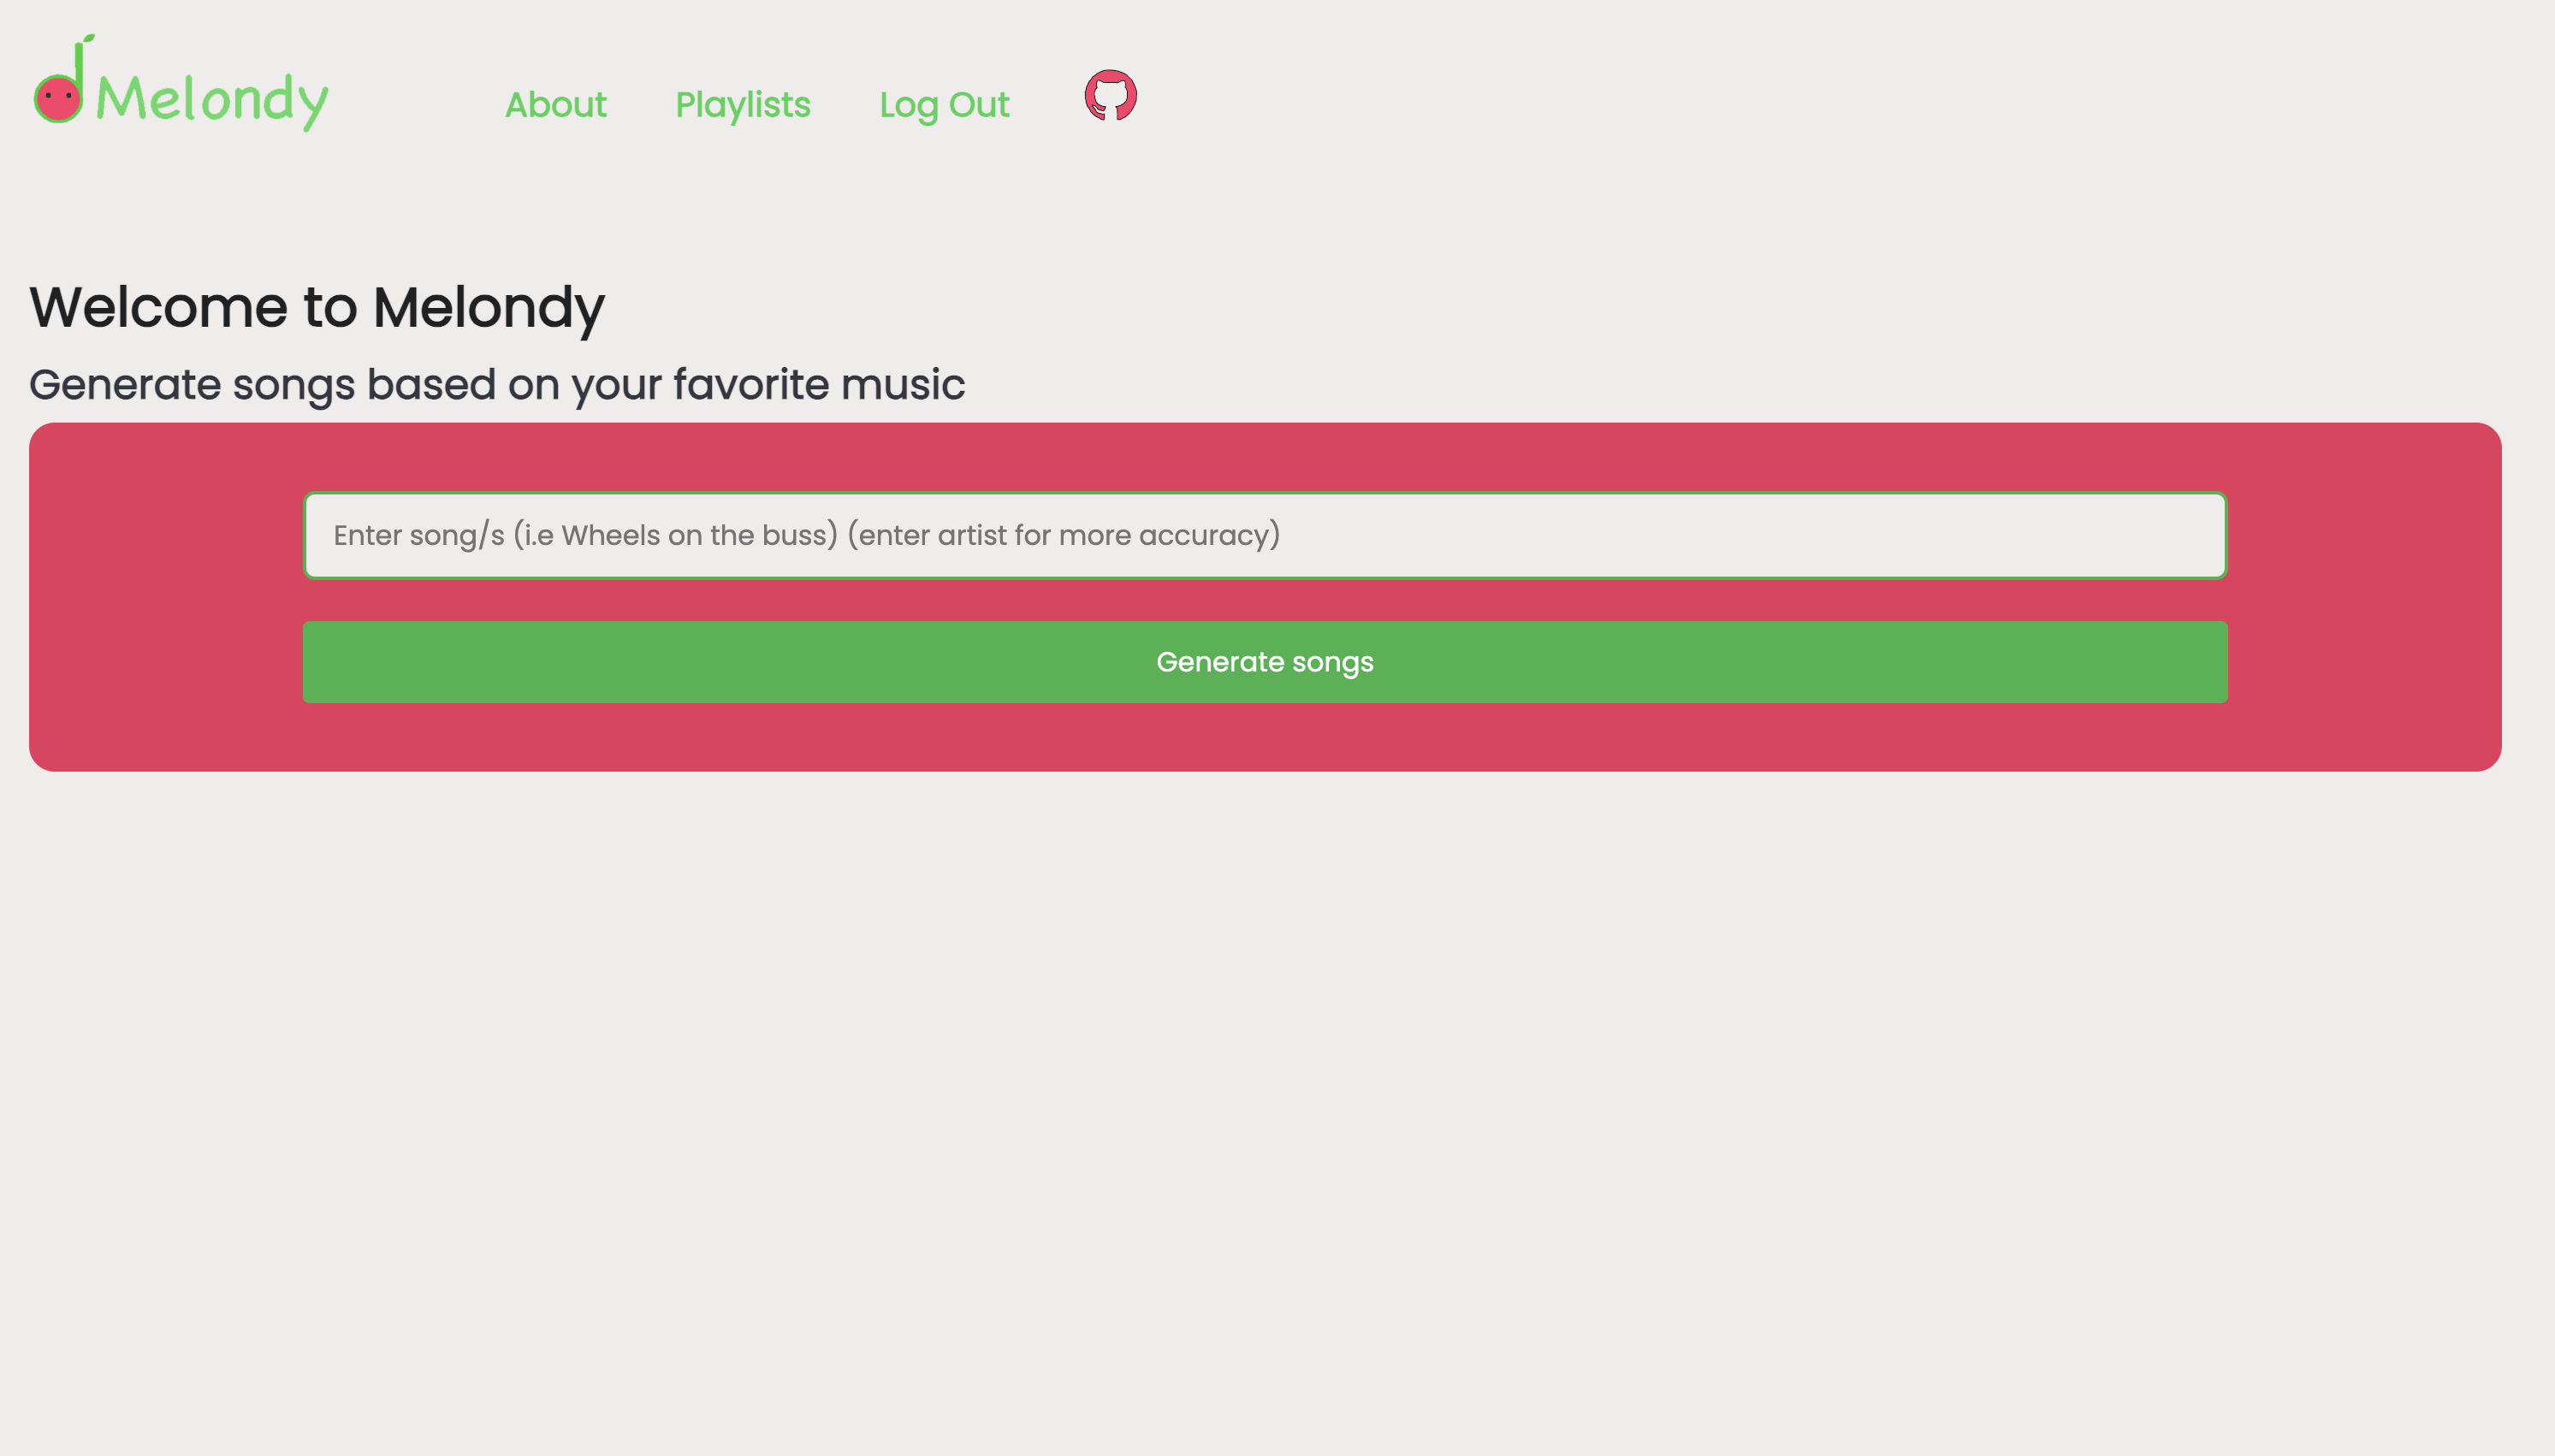 Melondy
About Playlists Log Out
Welcome to Melondy
Generate songs based on your favorite music
Enter song/s (i.e Wheels on the buss) (enter artist for more accuracy)
Generate songs